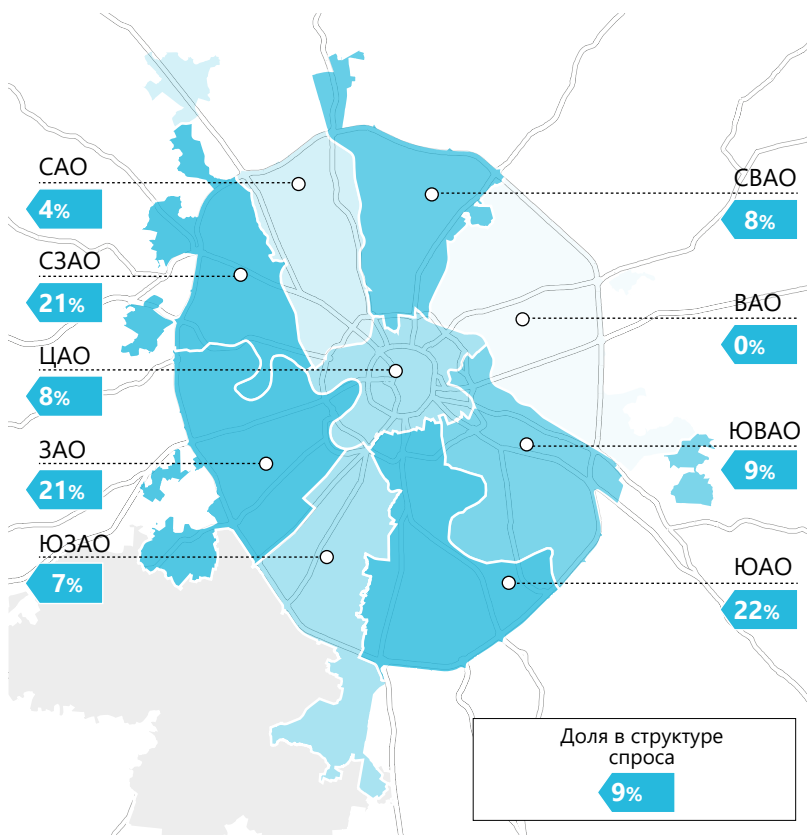 САО
4%
СЗАО
21%
ЦАО
8%
ЗАО
21%
ЮЗАО
7%
СВАО
8%
ВАО
0%
ЮВАО
9%
ЮАО
22%
Доля в структуре
спроса
9%